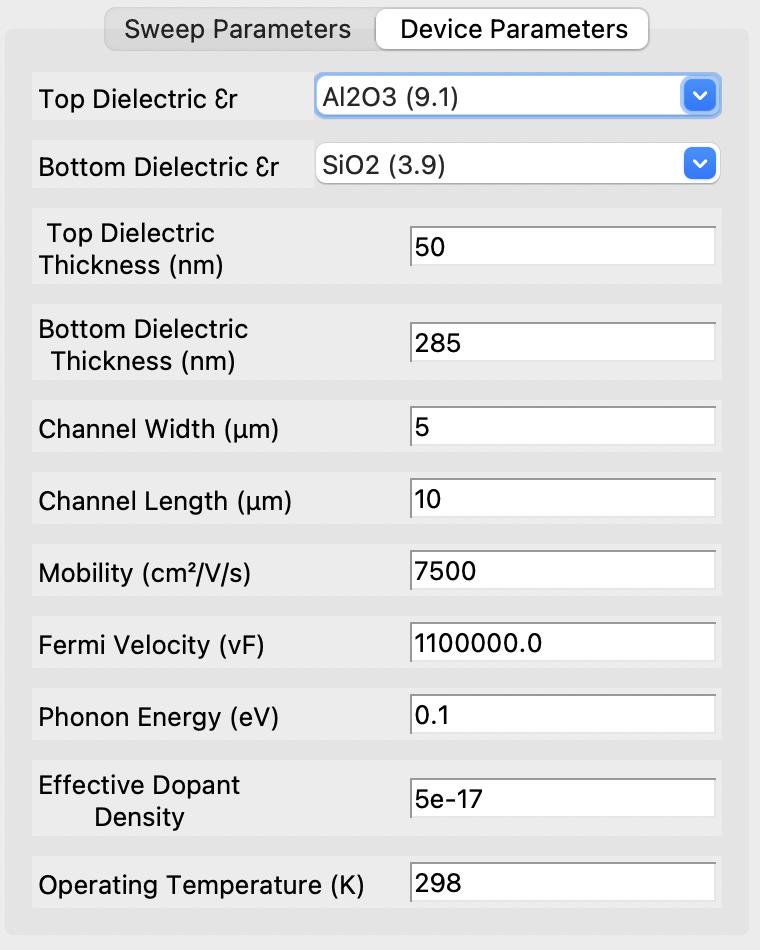 Sweep Parameters Device Parameters
Top Dielectric Ɛr Al2O3 (9.1)
Bottom Dielectric Ɛr SiO2 (3.9)
Top Dielectric
Thickness (nm) 50
Bottom Dielectric
Thickness (nm) 285
Channel Width (µm) 5
Channel Length (µm) 10
Mobility (cm²/V/s) 7500
Fermi Velocity (vF) 1100000.0
Phonon Energy (eV) 0.1
Effective Dopant
Density 5e-17
Operating Temperature (K) 298